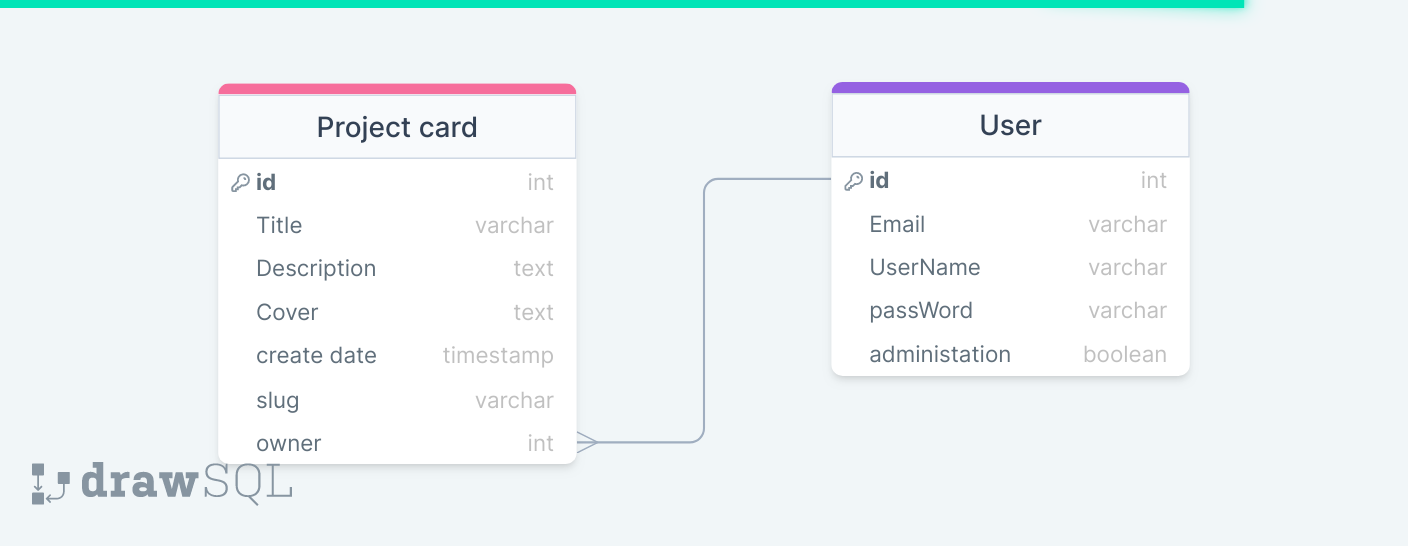 Project card
id int
Title varchar
Description text
Cover text
create date timestamp
slug varchar
owner int
User
id int
Email varchar
UserName varchar
passWord varchar
administation boolean
drawSQL